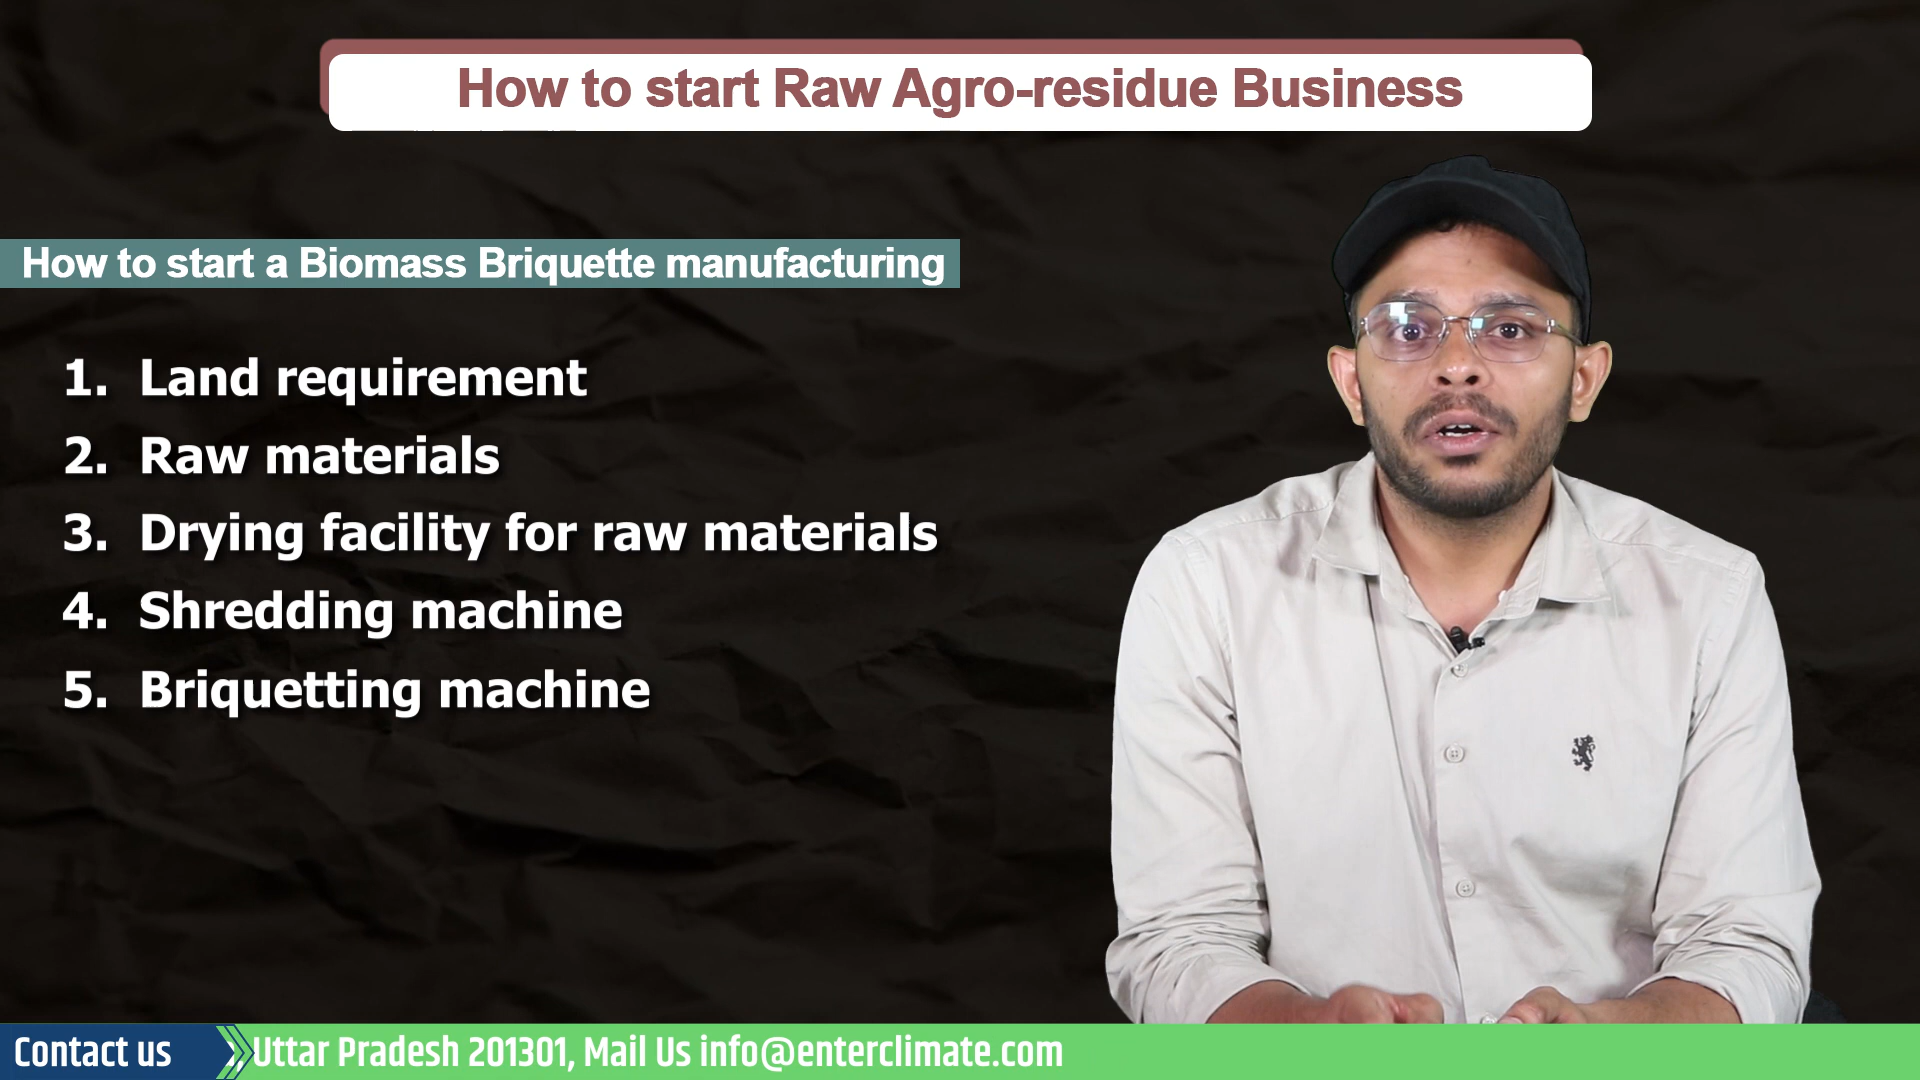 How to start Raw Agro-residue Business
How to start a Biomass Briquette manufacturing
1. Land requirement
2. Raw materials
3. Drying facility for raw materials
4. Shredding machine
5. Briquetting machine
Contact us
, Uttar Pradesh 201301, Mail Us info@enterclimate.com